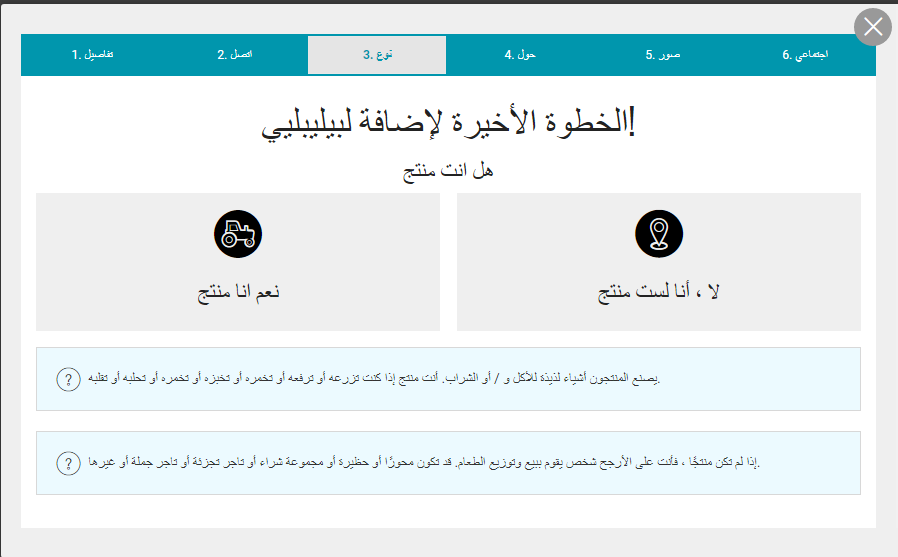 1. تفاصيل
2. اتصل
3. نوع
4. حول
5. صور
6. اجتماعي
الخطوة الأخيرة لإضافة لبيليبليي!
هل انت منتج
نعم انا منتج
لا ، أنا لست منتج
يصنع المنتجون أشياء لذيذة للأكل و / أو الشراب. أنت منتج إذا كنت تزرعه أو ترفعه أو تخمره أو تخبزه أو تخمره أو تحلبه أو تقلبه.
إذا لم تكن منتجًا ، فأنت على الأرجح شخص يقوم ببيع وتوزيع الطعام. قد تكون محورًا أو حظيرة أو مجموعة شراء أو تاجر تجزئة أو تاجر جملة أو غيرها.